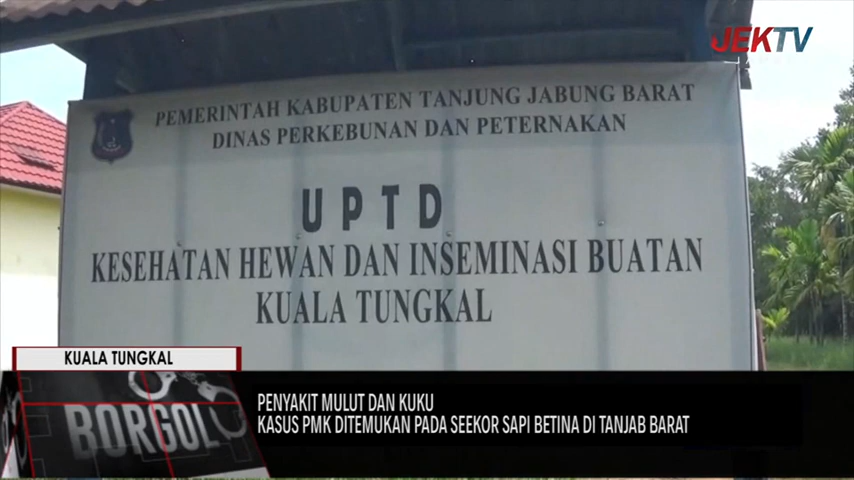 JEKTV
PEMERINTAH KABUPATEN TANJUNG JABUNG BARAT
DINAS PERKEBUNAN DAN PETERNAKAN
UPTD
KESEHATAN HEWAN DAN INSEMINASI BUATAN
KUALA TUNGKAL
KUALA TUNGKAL
BORGOL
PENYAKIT MULUT DAN KUKU
KASUS PMK DITEMUKAN PADA SEEKOR SAPI BETINA DI TANJAB BARAT